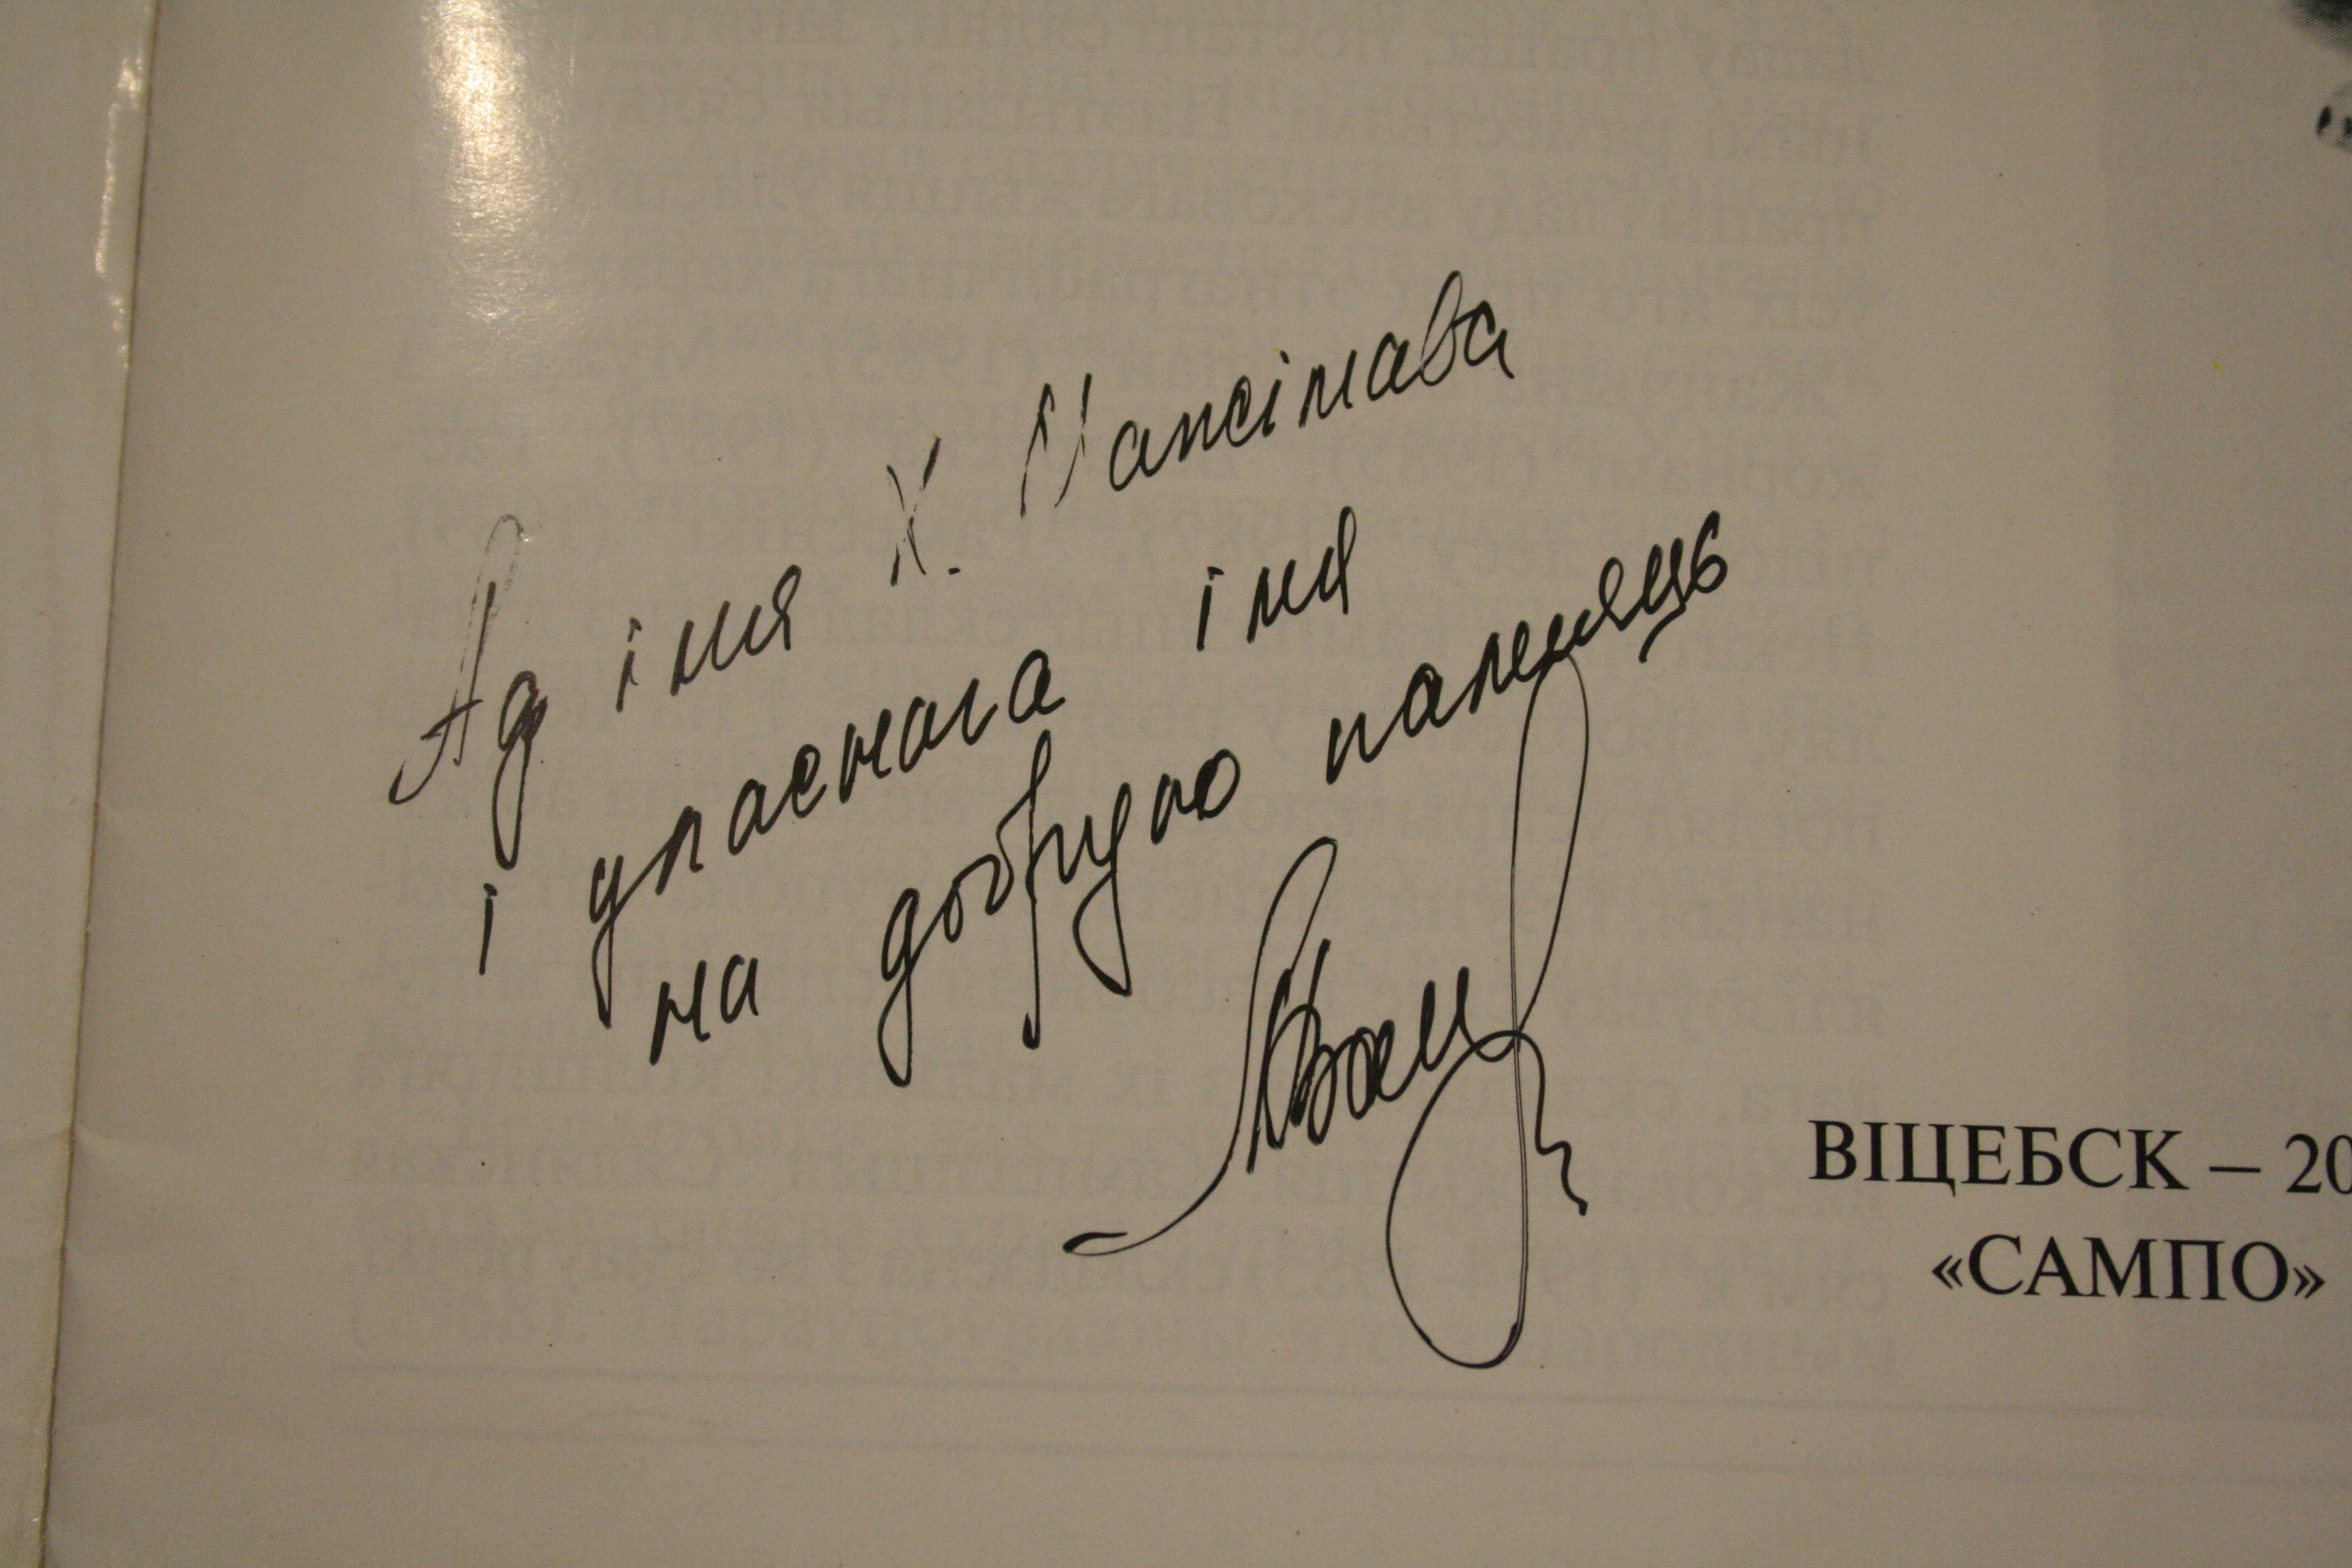 Ад імя Х. Максімава
і уласнага імя
на добрую памяць
ВІЦЕБСК – 20
«САМПО»